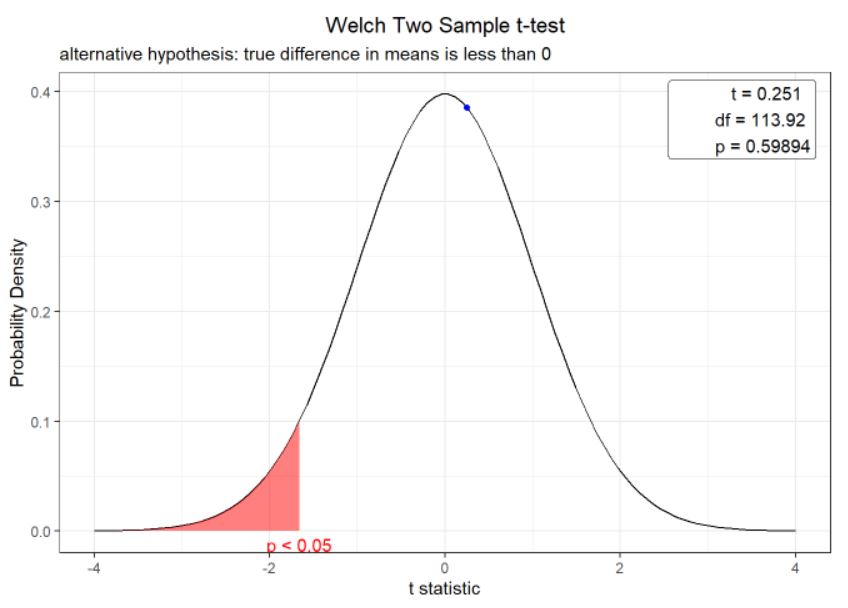 Welch Two Sample t-test
alternative hypothesis: true difference in means is less than 0
t = 0.251
df = 113.92
p = 0.59894
Probability Density
0.4
0.3
0.2
0.1
0.0
p < 0.05
-4
-2
0
2
4
t statistic